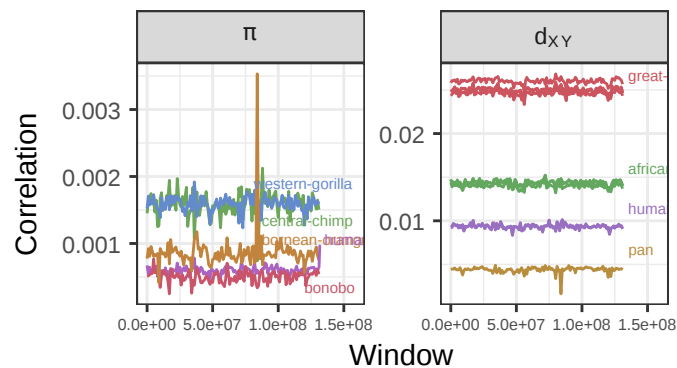 π
d_XY
Correlation
0.003
0.002
0.001
western-gorilla
central-chimp
bonobo
0.02
0.01
great-
african
huma
pan
0.0e+00 5.0e+07 1.0e+08 1.5e+08
0.0e+00 5.0e+07 1.0e+08 1.5e+08
Window